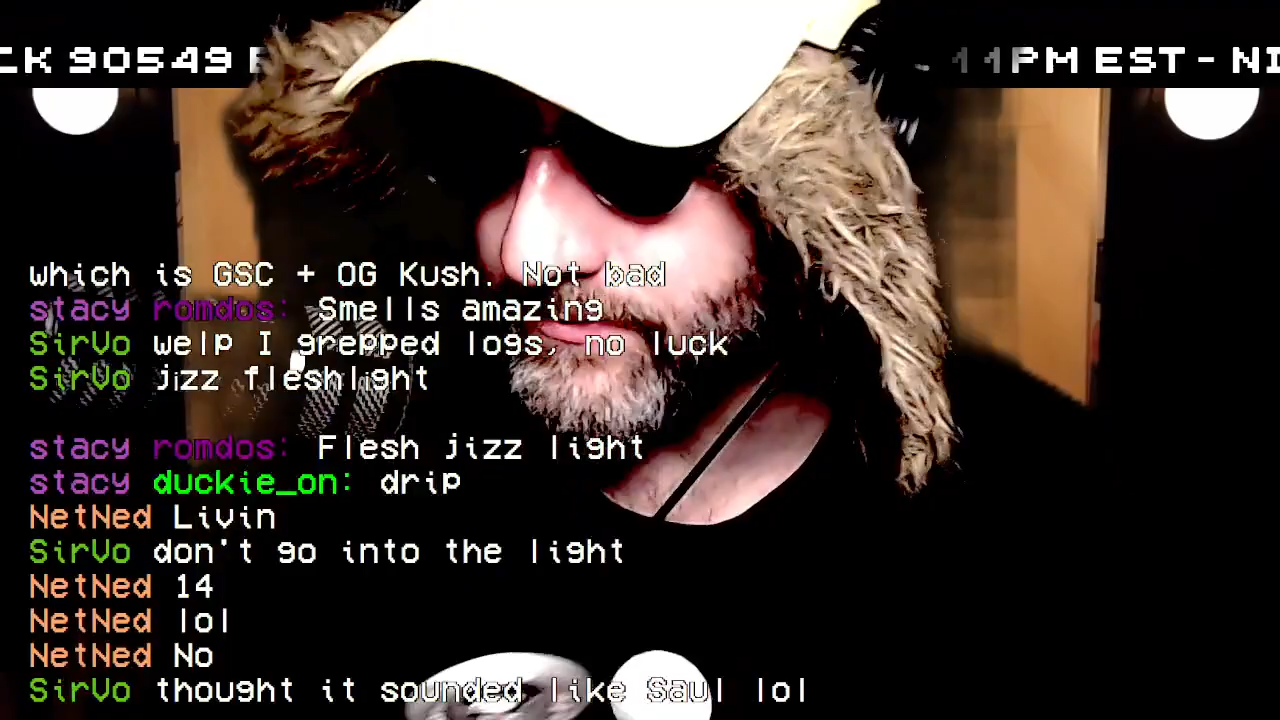 CK 90549
PM EST - NI
which is GSC + OG Kush. Not bad
stacy romdos: Smells amazing
SirVo welp I grepped logs, no luck
SirVo jizz fleshlight
stacy romdos: Flesh jizz light
stacy duckie_on: drip
NetNed Livin
SirVo don't go into the light
NetNed 14
NetNed lol
NetNed No
SirVo thought it sounded like Saul lol